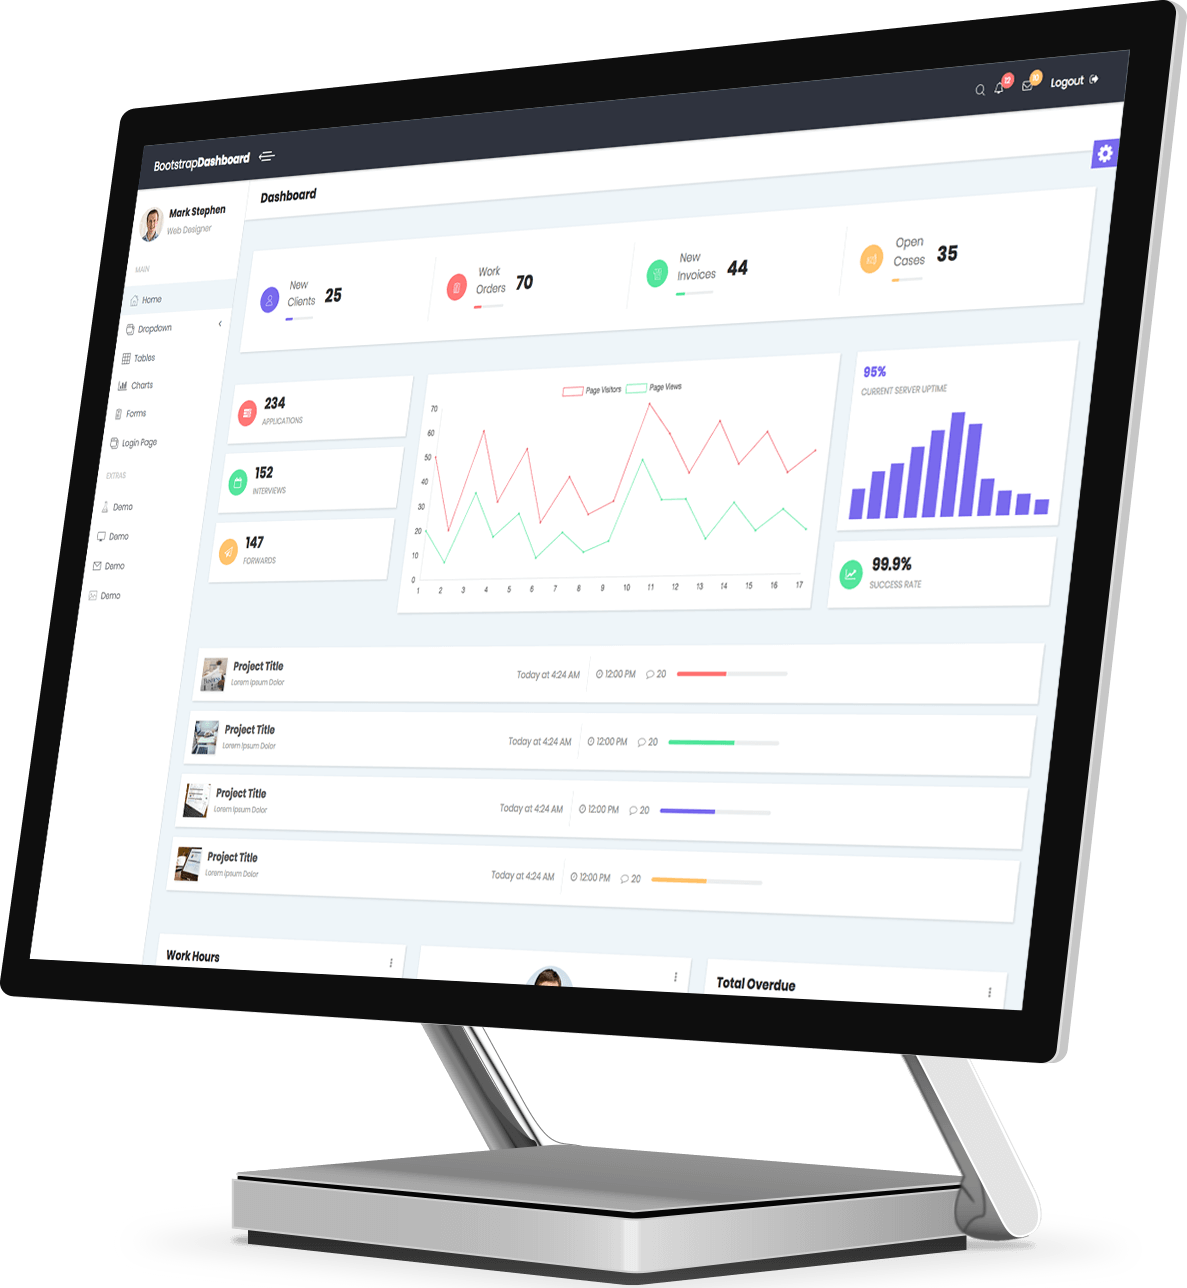 BootstrapDashboard
12
10
Logout
Mark Stephen
Web Designer
MAIN
Home
Dropdown
Tables
Charts
Forms
Login Page
EXTRAS
Demo
Demo
Demo
Demo
Dashboard
New
Clients
25
Work
Orders
70
New
Invoices
44
Open
Cases
35
234
APPLICATIONS
152
INTERVIEWS
147
FORWARDS
Page Visitors
Page Views
70
60
50
40
30
20
10
0
1 2 3 4 5 6 7 8 9 10 11 12 13 14 15 16 17
95%
CURRENT SERVER UPTIME
99.9%
SUCCESS RATE
Project Title
Lorem Ipsum Dolor
Today at 4:24 AM
12:00 PM
20
Project Title
Lorem Ipsum Dolor
Today at 4:24 AM
12:00 PM
20
Project Title
Lorem Ipsum Dolor
Today at 4:24 AM
12:00 PM
20
Project Title
Lorem Ipsum Dolor
Today at 4:24 AM
12:00 PM
20
Work Hours
Total Overdue